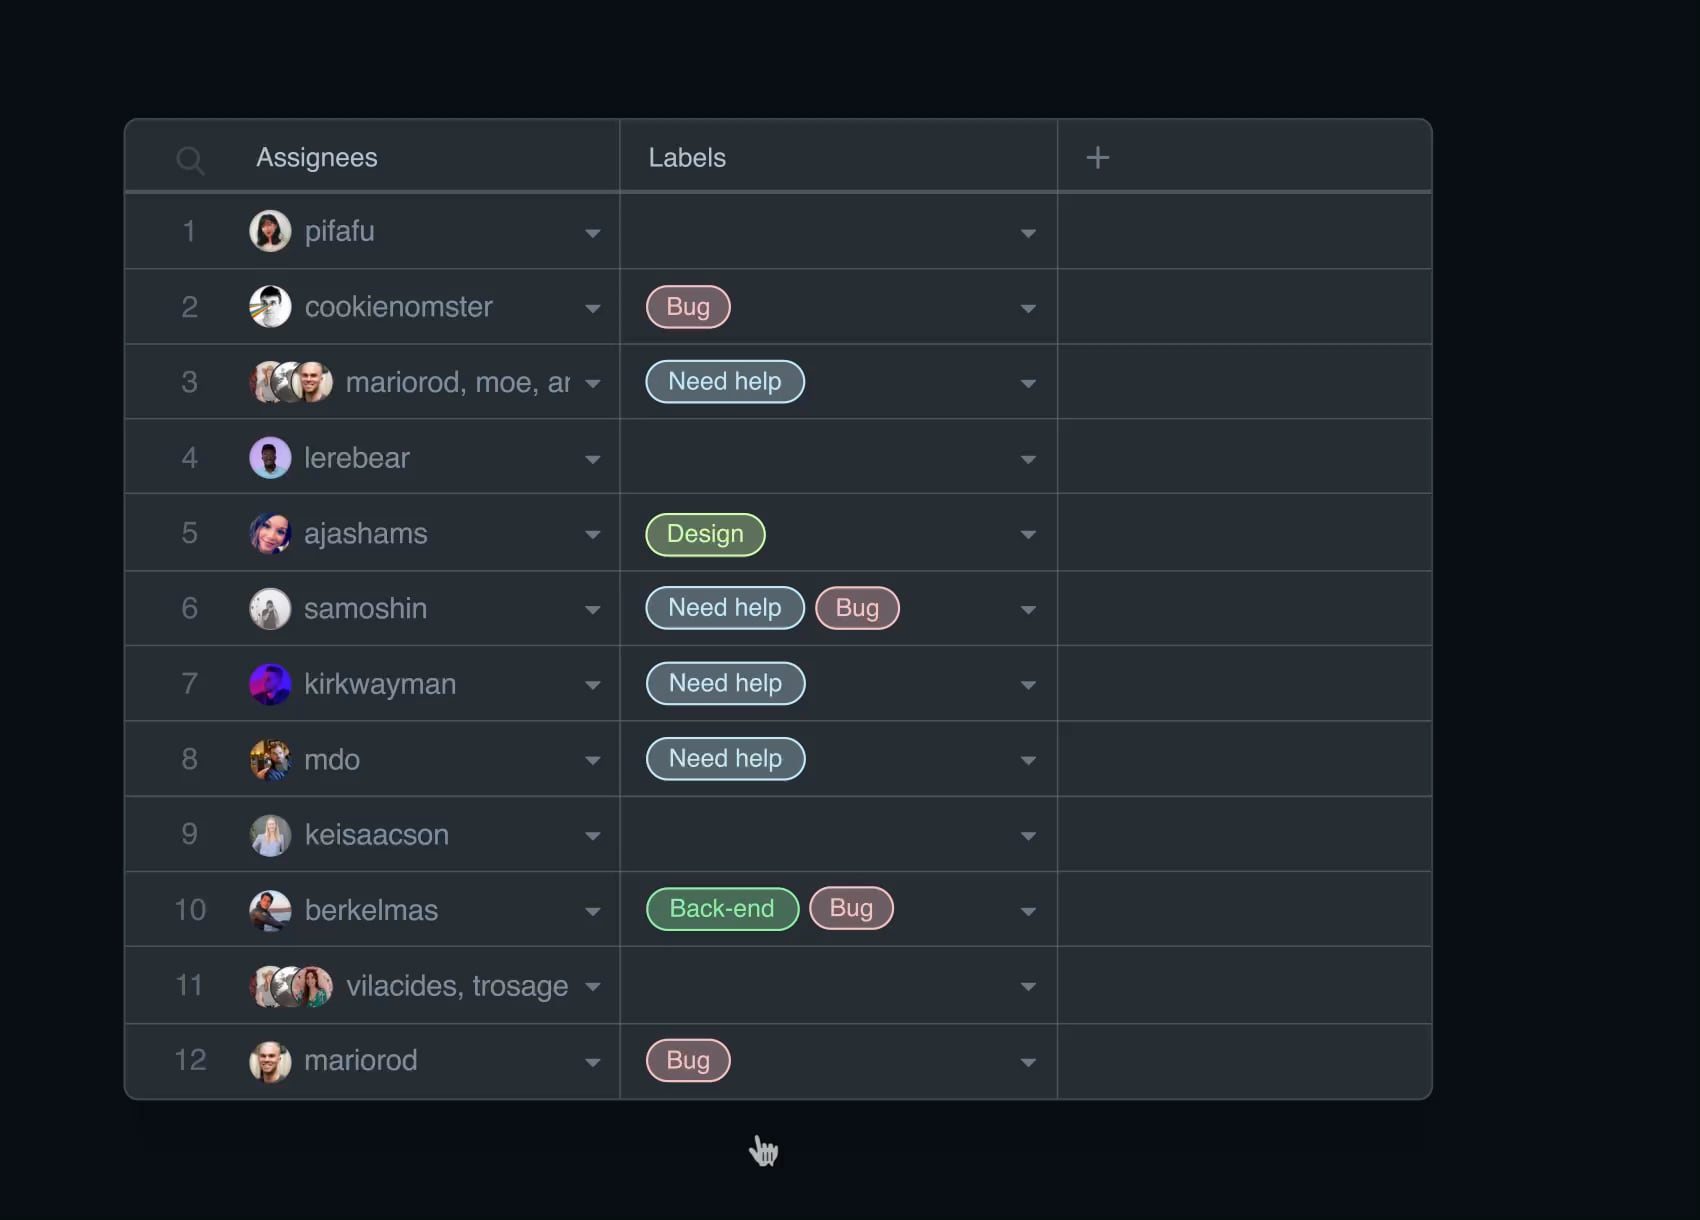 Assignees Labels +
1 pifafu
2 cookienomster Bug
3 mariorod, moe, ar Need help
4 lerebear
5 ajashams Design
6 samoshin Need help Bug
7 kirkwayman Need help
8 mdo Need help
9 keisaacson
10 berkelmas Back-end Bug
11 vilacides, trosage
12 mariorod Bug